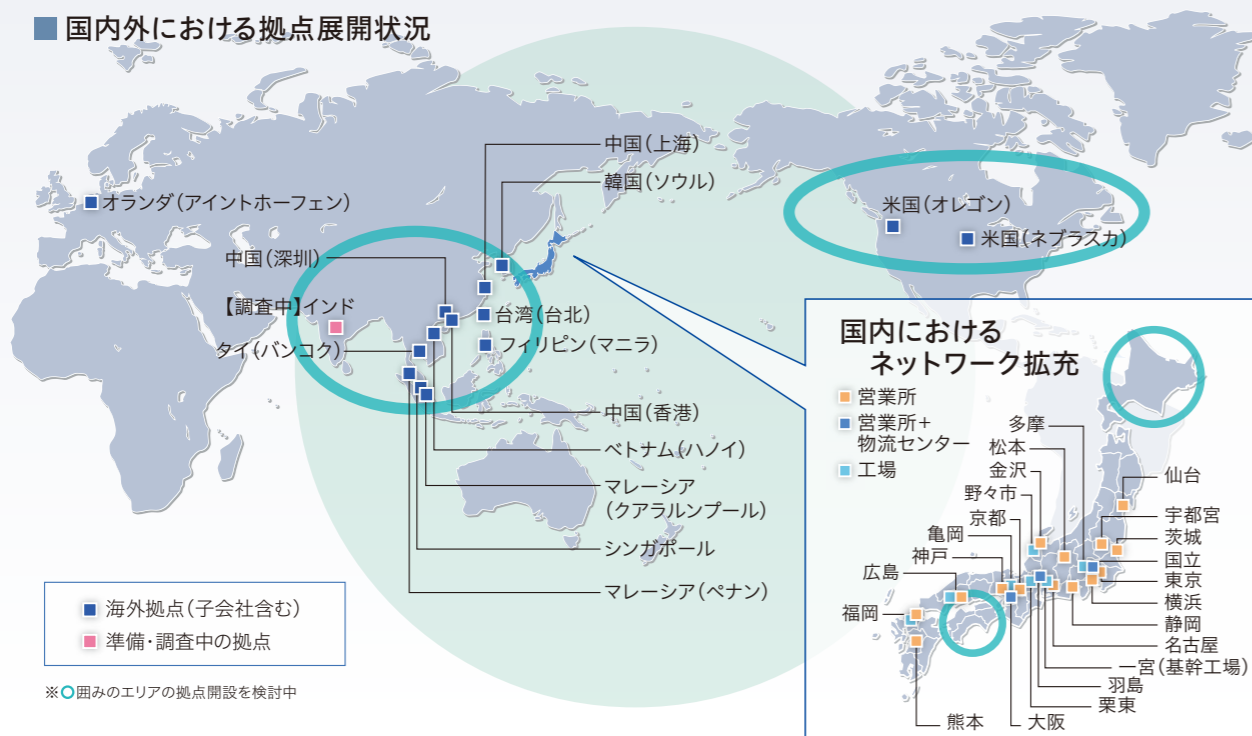 国内外における拠点展開状況
中国(上海)
韓国(ソウル)
オランダ(アイントホーフェン)
米国(オレゴン)
米国(ネブラスカ)
中国(深圳)
【調査中】インド
タイ(バンコク)
台湾(台北)
フィリピン(マニラ)
中国(香港)
ベトナム(ハノイ)
マレーシア
(クアラルンプール)
シンガポール
マレーシア(ペナン)
海外拠点(子会社含む)
準備・調査中の拠点
※○囲みのエリアの拠点開設を検討中
国内における
ネットワーク拡充
営業所
営業所+
物流センター
工場
多摩
松本
金沢
野々市
京都
亀岡
神戸
広島
福岡
仙台
宇都宮
茨城
国立
東京
横浜
静岡
名古屋
一宮(基幹工場)
羽島
栗東
大阪
熊本